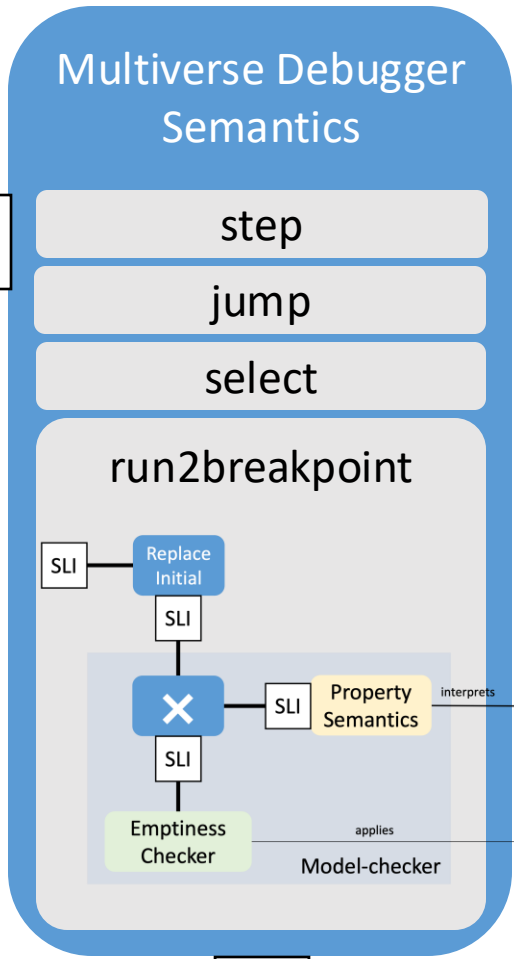 Multiverse Debugger
Semantics
step
jump
select
run2breakpoint
SLI
Replace
Initial
SLI
×
SLI
Property
Semantics
interprets
SLI
Emptiness
Checker
applies
Model-checker